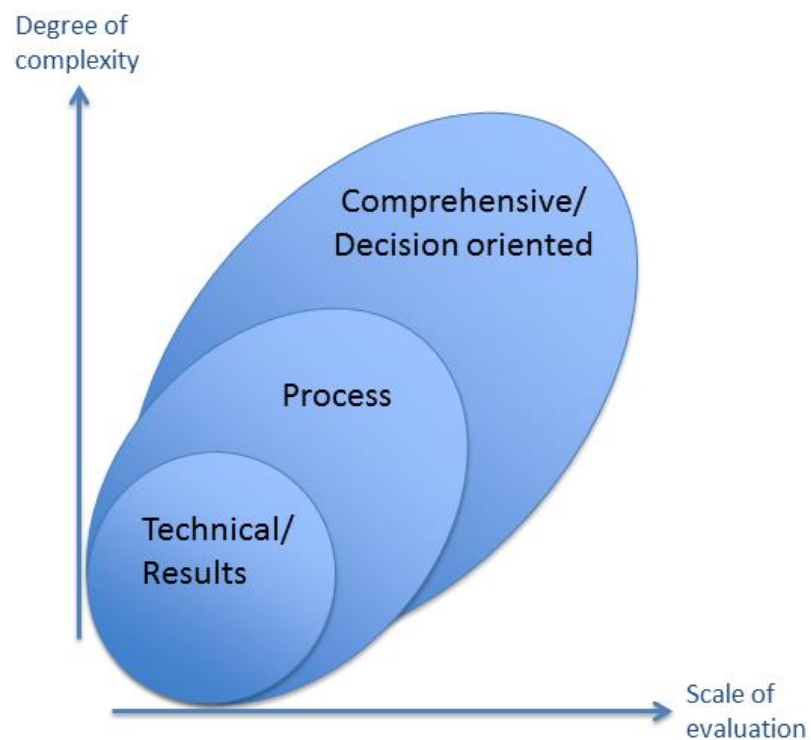 Degree of
complexity
Comprehensive/
Decision oriented
Process
Technical/
Results
Scale of
evaluation